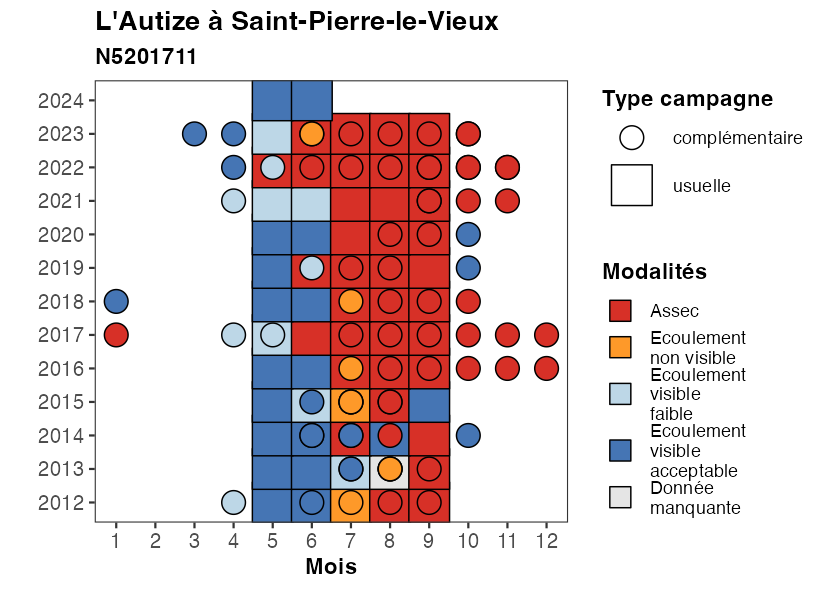 L'Autize à Saint-Pierre-le-Vieux
N5201711
2024
2023
2022
2021
2020
2019
2018
2017
2016
2015
2014
2013
2012
1 2 3 4 5 6 7 8 9 10 11 12
Mois
Type campagne
complémentaire
usuelle
Modalités
Assec
Ecoulement
non visible
Ecoulement
visible
faible
Ecoulement
visible
acceptable
Donnée
manquante